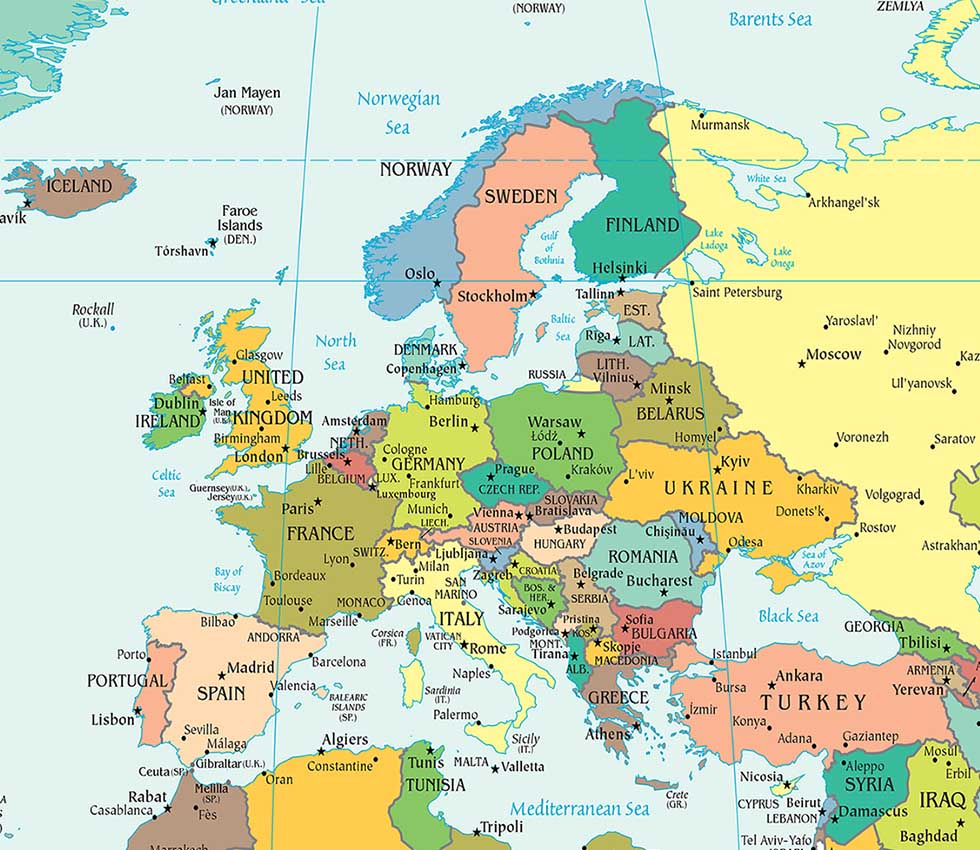 Greenland Sea
(NORWAY)
Barents Sea
ZEMLYA
Jan Mayen
(NORWAY)
Norwegian
Sea
Murmansk
NORWAY
White Sea
ICELAND
SWEDEN
Arkhangel'sk
avík
Faroe
Islands
(DEN.)
Tórshavn
FINLAND
Gulf
of
Bothnia
Lake
Ladoga
Lake
Onega
Oslo
Helsinki
Stockholm
Tallinn
Saint Petersburg
Rockall
(U.K.)
EST.
Baltic
Sea
Yaroslavl'
Nizhniy
Novgorod
North
Sea
Riga
LAT.
Moscow
Kaz
Glasgow
DENMARK
Copenhagen
LITH.
Vilnius
RUSSIA
Ul'yanovsk
Belfast
UNITED
KINGDOM
Leeds
Isle of
Man
(U.K.)
Dublin
IRELAND
Hamburg
Minsk
BELARUS
Berlin
Amsterdam
NETH.
Warsaw
Łódź
POLAND
Homyel
Voronezh
Saratov
Birmingham
London
Brussels
Lille
BELGIUM
Cologne
GERMANY
Celtic
Sea
Kraków
L'viv
Kyiv
UKRAINE
Kharkiv
Prague
CZECH REP.
Guernsey(U.K.)
Jersey(U.K.)
LUX.
Luxembourg
Frankfurt
Volgograd
Paris
Munich
LIECH.
SLOVAKIA
Bratislava
Vienna
AUSTRIA
Donets'k
Rostov
FRANCE
MOLDOVA
Chișinău
Budapest
HUNGARY
SLOVENIA
Ljubljana
Bern
SWITZ.
Odesa
Astrakhan
Sea of
Azov
Lyon
Milan
Turin
Zagreb
CROATIA
ROMANIA
Bay of
Biscay
Bordeaux
SAN
MARINO
BOS. &
HER.
Belgrade
SERBIA
Bucharest
Genoa
MONACO
Toulouse
Marseille
ITALY
Sarajevo
Black Sea
Bilbao
ANDORRA
Corsica
(FR.)
VATICAN
CITY
Rome
Pristina
KOS.
Podgorica
MONT.
Sofia
BULGARIA
GEORGIA
Tbilisi
Tirana
ALB.
Skopje
MACEDONIA
Porto
Barcelona
Istanbul
Madrid
SPAIN
Naples
ARMENIA
Yerevan
PORTUGAL
Valencia
Ankara
TURKEY
Bursa
BALEARIC
ISLANDS
(SP.)
Sardinia
(IT.)
GREECE
Lisbon
Palermo
İzmir
Konya
Sevilla
Málaga
Algiers
Sicily
(IT.)
Athens
Adana
Gaziantep
Gibraltar(U.K.)
Ceuta(SP.)
Constantine
Tunis
TUNISIA
MALTA
Valletta
Oran
Melilla
(SP.)
Nicosia
CYPRUS
Aleppo
SYRIA
Mosul
Erbil
Rabat
Casablanca
Fès
Crete
(GR.)
Mediterranean Sea
Beirut
LEBANON
Damascus
IRAQ
Baghdad
Tripoli
Tel Aviv-Yafo
Marrakech